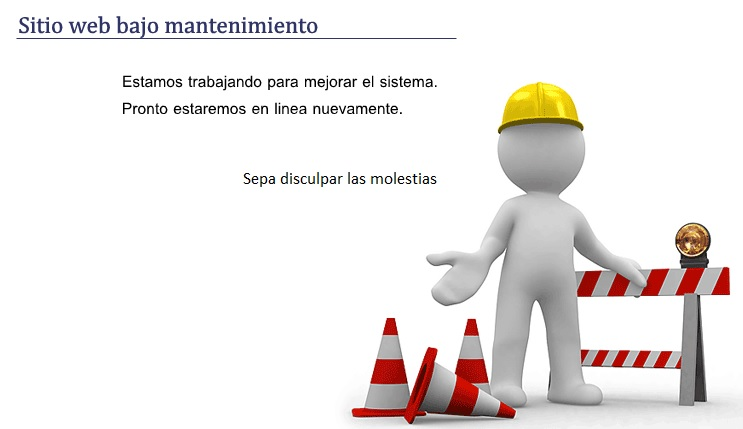 Sitio web bajo mantenimiento
Estamos trabajando para mejorar el sistema.
Pronto estaremos en linea nuevamente.
Sepa disculpar las molestias